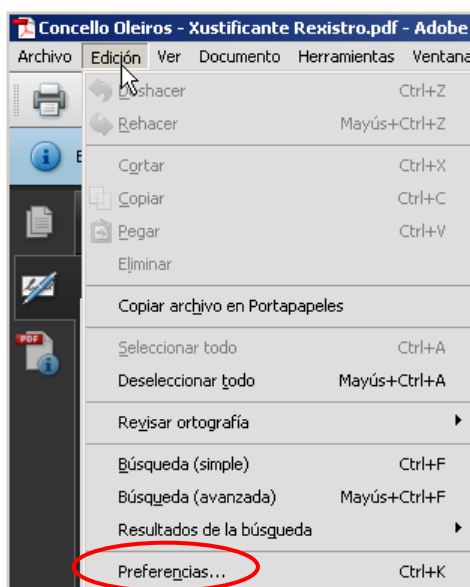 Concello Oleiros - Xustificante Rexistro.pdf - Adobe
Archivo Edición Ver Documento Herramientas Ventana
Deshacer Ctrl+Z
Rehacer Mayús+Ctrl+Z
E
Cortar Ctrl+X
Copiar Ctrl+C
Pegar Ctrl+V
Eliminar
Copiar archivo en Portapapeles
PDF
Seleccionar todo Ctrl+A
Deseleccionar todo Mayús+Ctrl+A
Revisar ortografía
Búsqueda (simple) Ctrl+F
Búsqueda (avanzada) Mayús+Ctrl+F
Resultados de la búsqueda
Preferencias... Ctrl+K